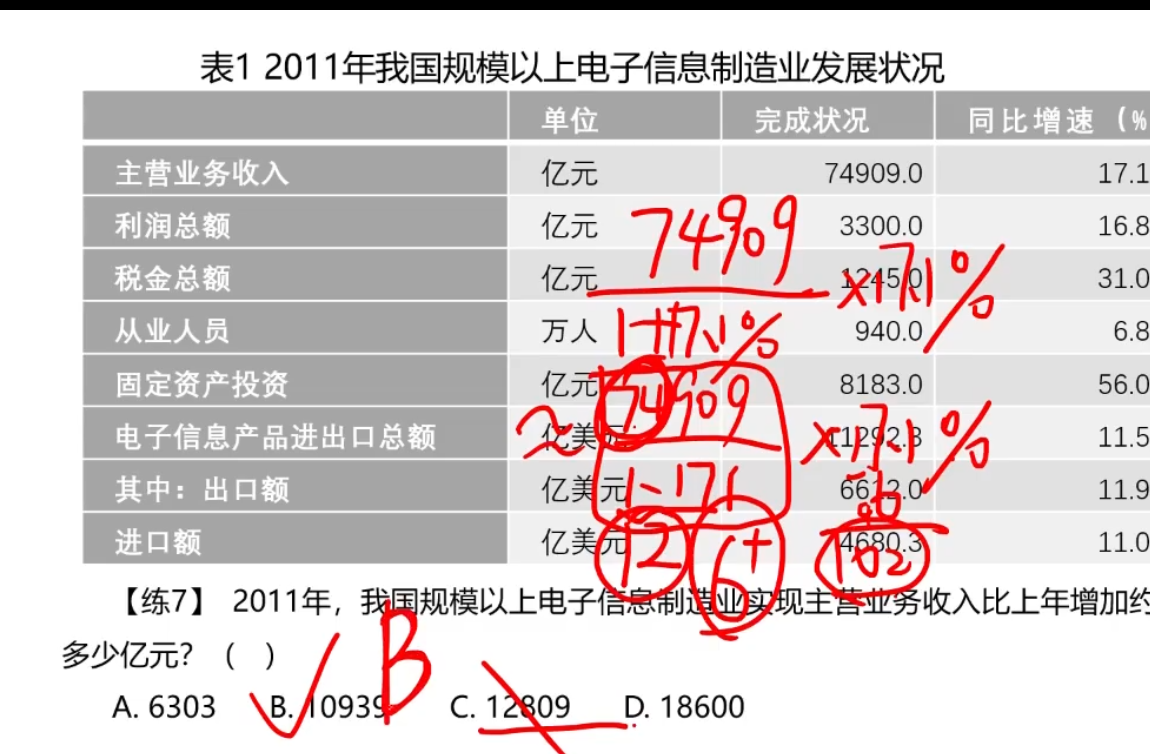 表1 2011年我国规模以上电子信息制造业发展状况
单位 完成状况 同比增速（%
主营业务收入 亿元 74909.0 17.1
利润总额 亿元 3300.0 16.8
74909
税金总额 亿元 1245.0 31.0
×17.1%
从业人员 万人 940.0 6.8
1+17.1%
固定资产投资 亿元 8183.0 56.0
74909
电子信息产品进出口总额 亿美元 11292.3 11.5
≈ ×17.1%
其中：出口额 亿美元 6612.0 11.9
1-171
进口额 亿美元 4680.3 11.0
12 6+ 102
【练7】 2011年，我国规模以上电子信息制造业实现主营业务收入比上年增加约
多少亿元？（ ）
B
A. 6303 B. 10939 C. 12809 D. 18600